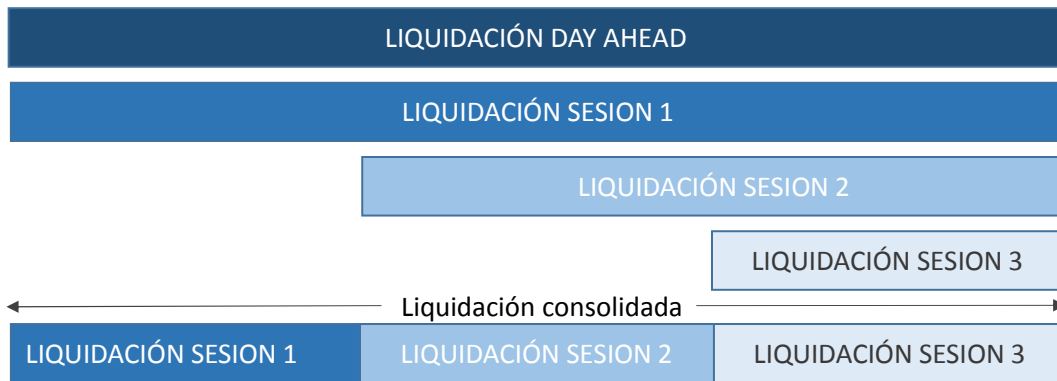 LIQUIDACIÓN DAY AHEAD
LIQUIDACIÓN SESION 1
LIQUIDACIÓN SESION 2
LIQUIDACIÓN SESION 3
Liquidación consolidada
LIQUIDACIÓN SESION 1
LIQUIDACIÓN SESION 2
LIQUIDACIÓN SESION 3